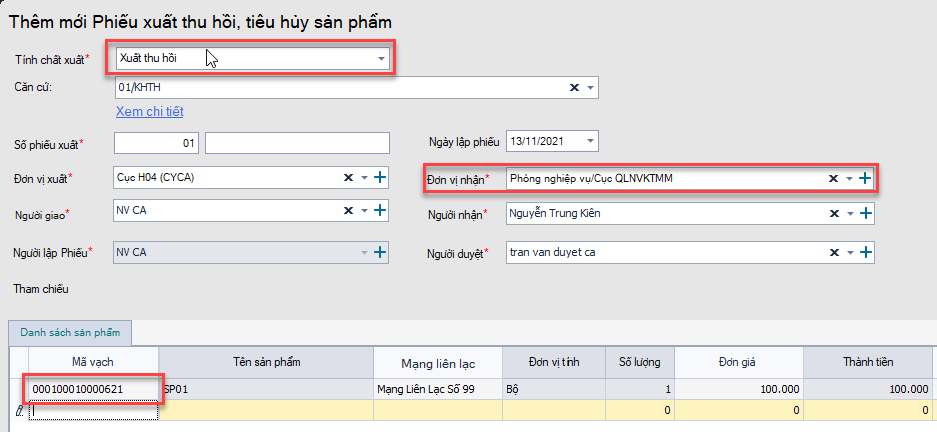 Thêm mới Phiếu xuất thu hồi, tiêu hủy sản phẩm
Tính chất xuất* Xuất thu hồi
Căn cứ: 01/KHTH
Xem chi tiết
Số phiếu xuất* 01 Ngày lập phiếu 13/11/2021
Đơn vị xuất* Cục H04 (CYCA) Đơn vị nhận* Phòng nghiệp vụ/Cục QLNVKTMM
Người giao* NV CA Người nhận* Nguyễn Trung Kiên
Người lập Phiếu* NV CA Người duyệt* tran van duyet ca
Tham chiếu
Danh sách sản phẩm
Mã vạch Tên sản phẩm Mạng liên lạc Đơn vị tính Số lượng Đơn giá Thành tiền
000100010000621 SP01 Mạng Liên Lạc Số 99 Bộ 1 100.000 100.000
0 0 0